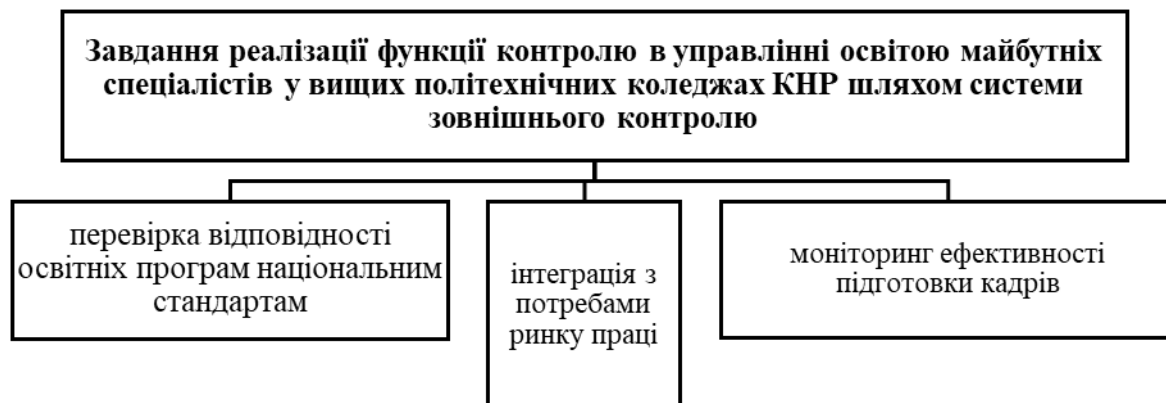 Завдання реалізації функції контролю в управлінні освітою майбутніх
спеціалістів у вищих політехнічних коледжах КНР шляхом системи
зовнішнього контролю
перевірка відповідності
освітніх програм національним
стандартам
інтеграція з
потребами
ринку праці
моніторинг ефективності
підготовки кадрів